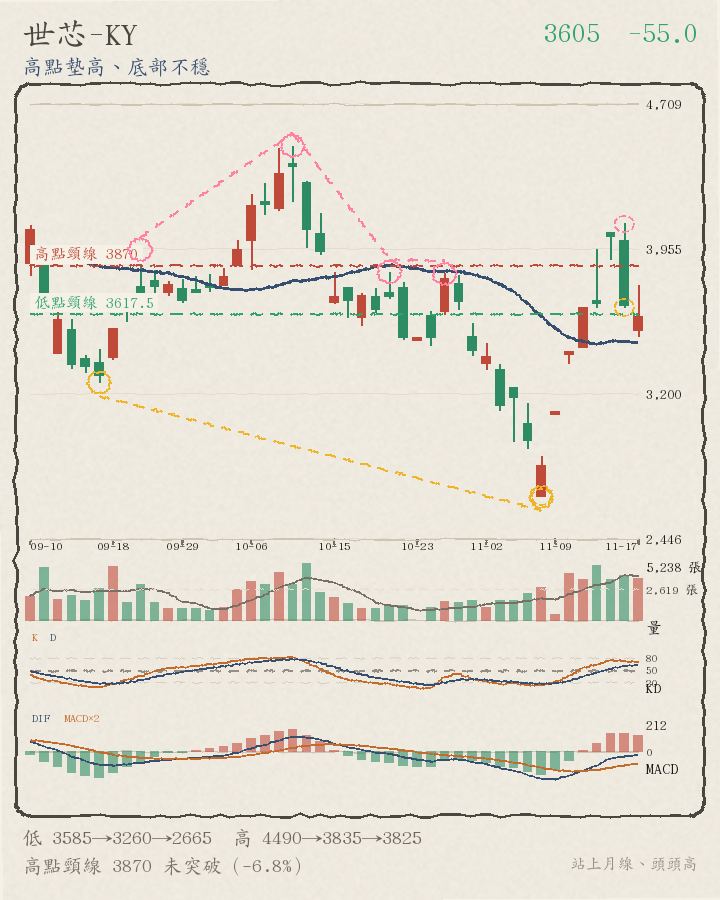 世芯-KY
3605 -55.0
高點墊高、底部不穩
4,709
高點頸線 3870
3,955
低點頸線 3617.5
3,200
2,446
09-10 09-18 09-29 10-06 10-15 10-23 11-02 11-09 11-17
5,238 張
2,619 張
量
K D
80
50
20
KD
DIF MACD×2
212
0
MACD
低 3585→3260→2665 高 4490→3835→3825
高點頸線 3870 未突破 (-6.8%)
站上月線、頭頭高